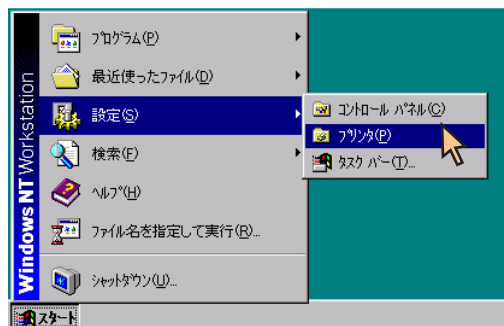 Windows NT Workstation
ﾌﾟﾛｸﾞﾗﾑ(P)
最近使ったﾌｧｲﾙ(D)
設定(S)
検索(F)
ﾍﾙﾌﾟ(H)
ﾌｧｲﾙ名を指定して実行(R)...
ｼｬｯﾄﾀﾞｳﾝ(U)...
ｺﾝﾄﾛｰﾙ ﾊﾟﾈﾙ(C)
ﾌﾟﾘﾝﾀ(P)
ﾀｽｸ ﾊﾞｰ(T)...
スタート